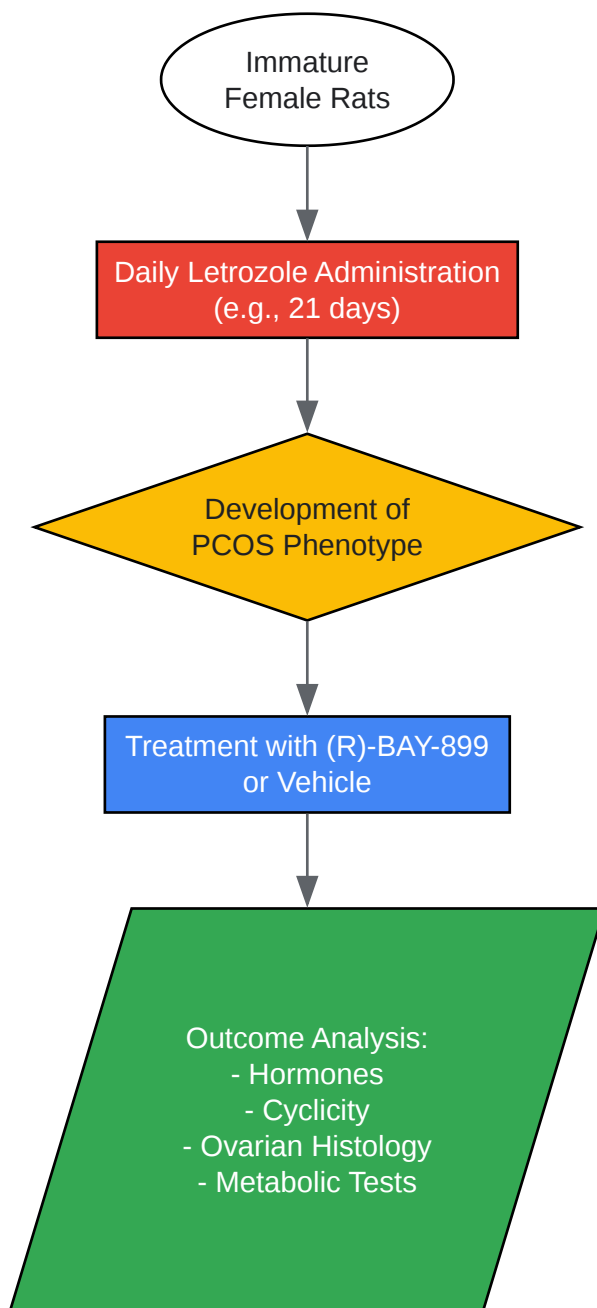 Immature
Female Rats
Daily Letrozole Administration
(e.g., 21 days)
Development of
PCOS Phenotype
Treatment with (R)-BAY-899
or Vehicle
Outcome Analysis:
- Hormones
- Cyclicity
- Ovarian Histology
- Metabolic Tests